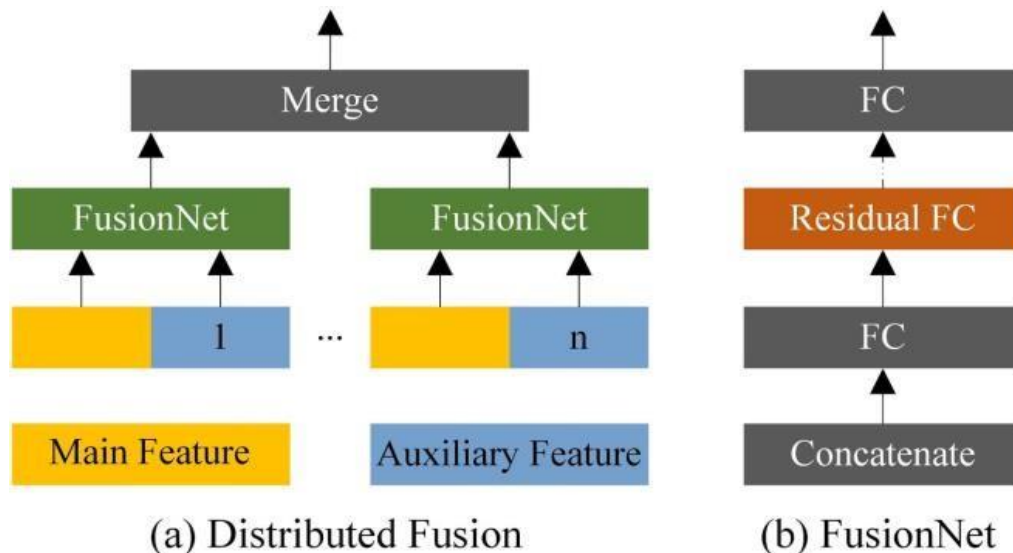 Merge
FC
FusionNet
FusionNet
Residual FC
1
...
n
FC
Main Feature
Auxiliary Feature
Concatenate
(a) Distributed Fusion
(b) FusionNet